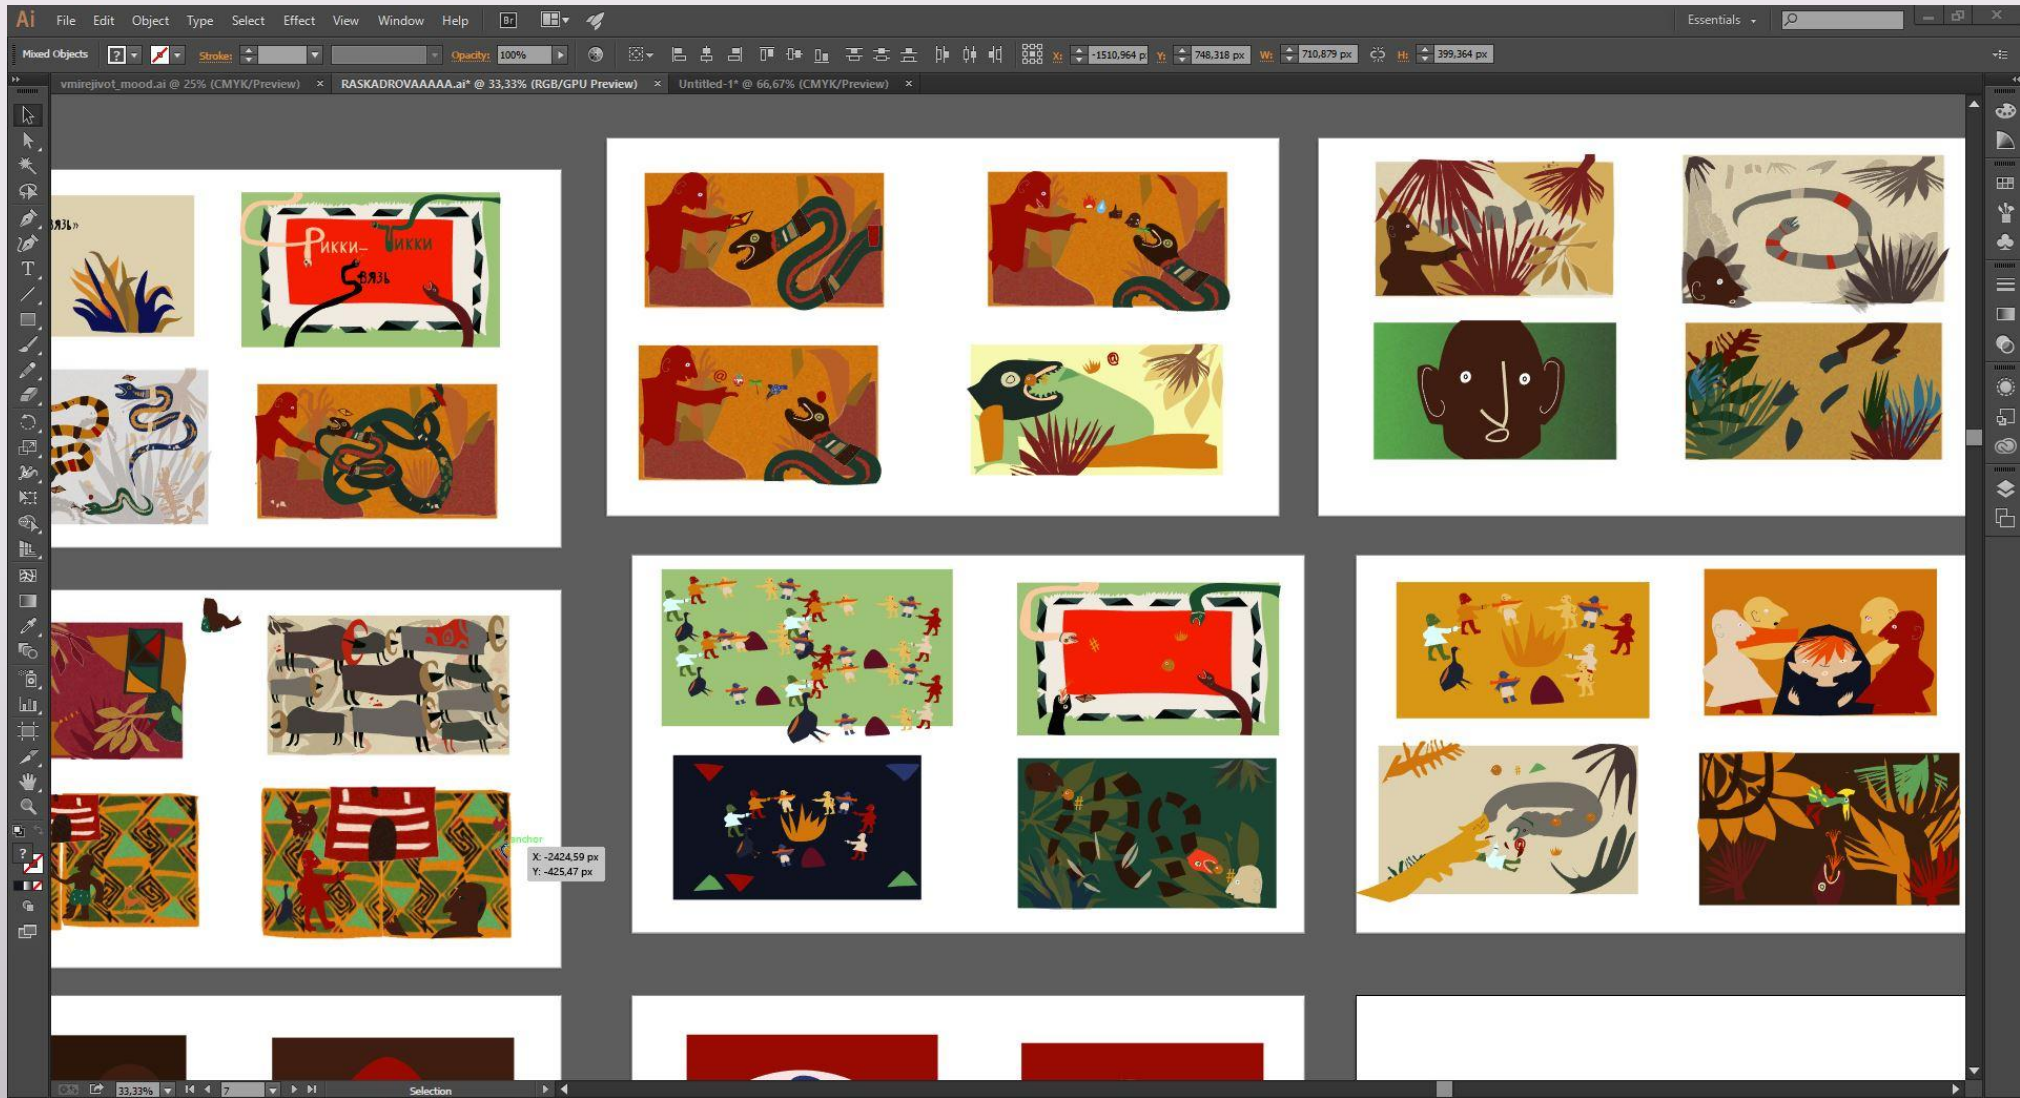 Ai File Edit Object Type Select Effect View Window Help Br Essentials
Mixed Objects ? Stroke: Opacity: 100% X: -1510,964 p Y: 748,318 px W: 710,879 px H: 399,364 px
vmirejivot_mood.ai @ 25% (CMYK/Preview) × RASKADROVAAAAA.ai* @ 33,33% (RGB/GPU Preview) × Untitled-1* @ 66,67% (CMYK/Preview) ×
вязь»
Рикки-Тикки
Связь
@
@
#
#
#
#
anchor
X: -2424,59 px
Y: -425,47 px
?
33,33% 7 Selection